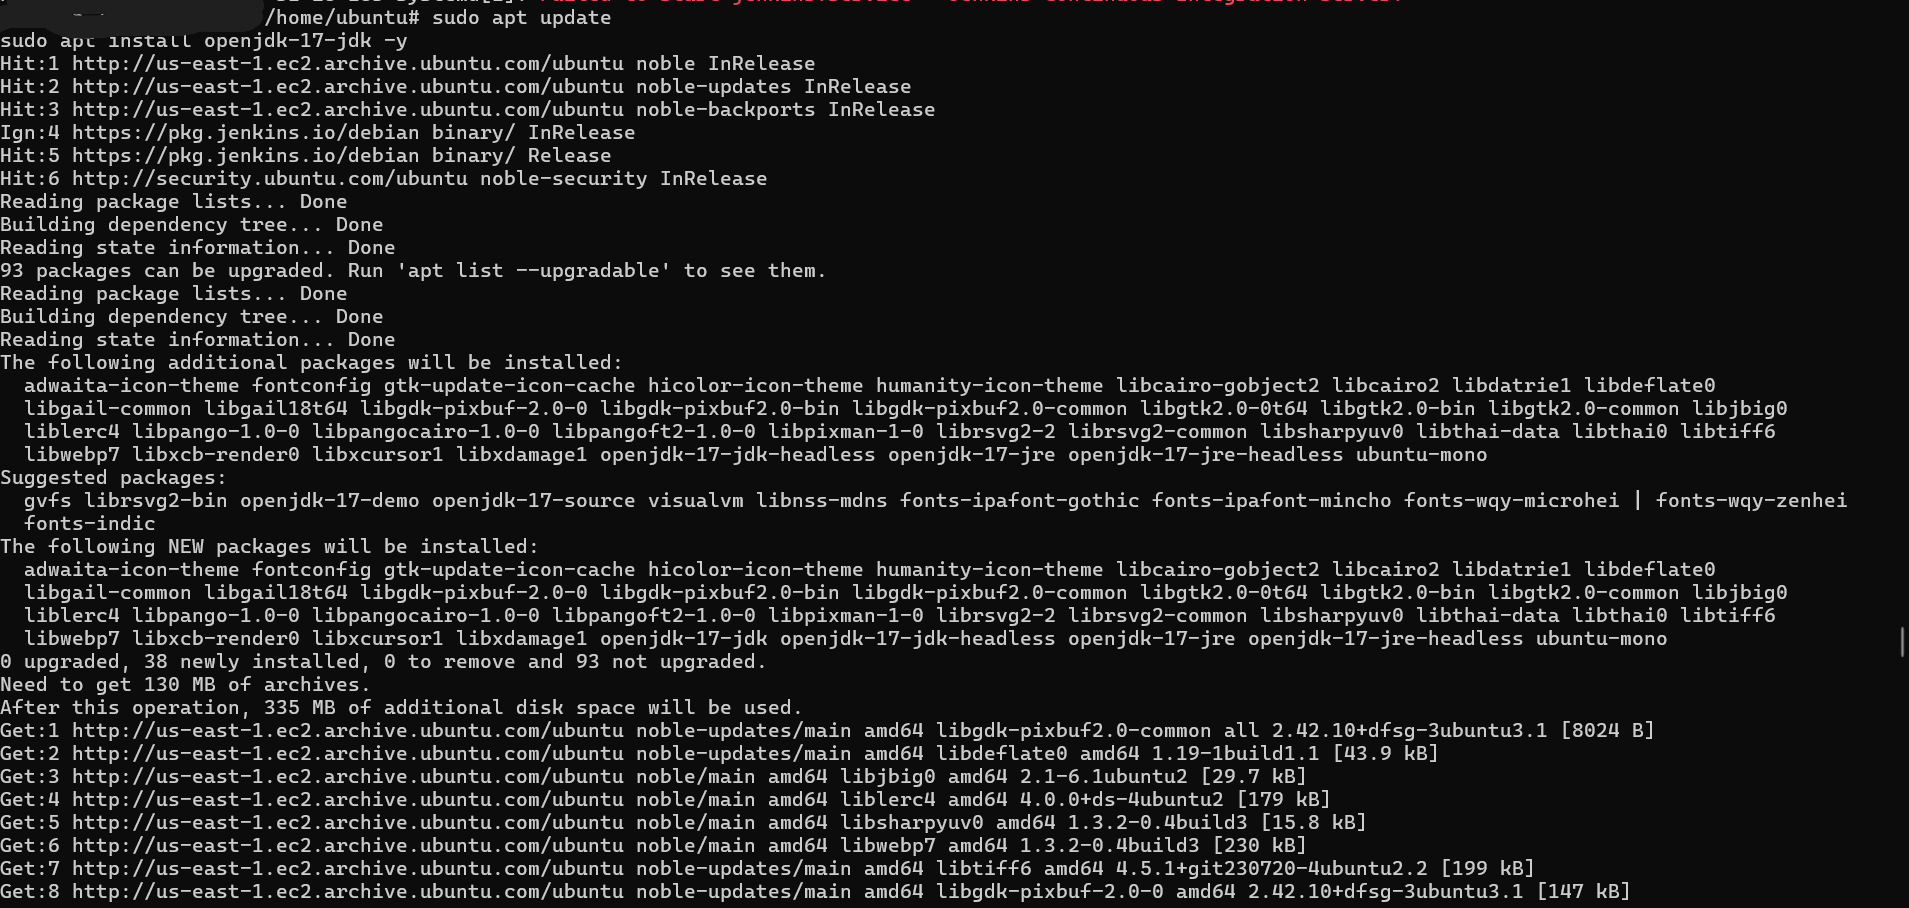 /home/ubuntu# sudo apt update
sudo apt install openjdk-17-jdk -y
Hit:1 http://us-east-1.ec2.archive.ubuntu.com/ubuntu noble InRelease
Hit:2 http://us-east-1.ec2.archive.ubuntu.com/ubuntu noble-updates InRelease
Hit:3 http://us-east-1.ec2.archive.ubuntu.com/ubuntu noble-backports InRelease
Ign:4 https://pkg.jenkins.io/debian binary/ InRelease
Hit:5 https://pkg.jenkins.io/debian binary/ Release
Hit:6 http://security.ubuntu.com/ubuntu noble-security InRelease
Reading package lists... Done
Building dependency tree... Done
Reading state information... Done
93 packages can be upgraded. Run 'apt list --upgradable' to see them.
Reading package lists... Done
Building dependency tree... Done
Reading state information... Done
The following additional packages will be installed:
  adwaita-icon-theme fontconfig gtk-update-icon-cache hicolor-icon-theme humanity-icon-theme libcairo-gobject2 libcairo2 libdatrie1 libdeflate0
  libgail-common libgail18t64 libgdk-pixbuf-2.0-0 libgdk-pixbuf2.0-bin libgdk-pixbuf2.0-common libgtk2.0-0t64 libgtk2.0-bin libgtk2.0-common libjbig0
  liblerc4 libpango-1.0-0 libpangocairo-1.0-0 libpangoft2-1.0-0 libpixman-1-0 librsvg2-2 librsvg2-common libsharpyuv0 libthai-data libthai0 libtiff6
  libwebp7 libxcb-render0 libxcursor1 libxdamage1 openjdk-17-jdk-headless openjdk-17-jre openjdk-17-jre-headless ubuntu-mono
Suggested packages:
  gvfs librsvg2-bin openjdk-17-demo openjdk-17-source visualvm libnss-mdns fonts-ipafont-gothic fonts-ipafont-mincho fonts-wqy-microhei | fonts-wqy-zenhei
  fonts-indic
The following NEW packages will be installed:
  adwaita-icon-theme fontconfig gtk-update-icon-cache hicolor-icon-theme humanity-icon-theme libcairo-gobject2 libcairo2 libdatrie1 libdeflate0
  libgail-common libgail18t64 libgdk-pixbuf-2.0-0 libgdk-pixbuf2.0-bin libgdk-pixbuf2.0-common libgtk2.0-0t64 libgtk2.0-bin libgtk2.0-common libjbig0
  liblerc4 libpango-1.0-0 libpangocairo-1.0-0 libpangoft2-1.0-0 libpixman-1-0 librsvg2-2 librsvg2-common libsharpyuv0 libthai-data libthai0 libtiff6
  libwebp7 libxcb-render0 libxcursor1 libxdamage1 openjdk-17-jdk openjdk-17-jdk-headless openjdk-17-jre openjdk-17-jre-headless ubuntu-mono
0 upgraded, 38 newly installed, 0 to remove and 93 not upgraded.
Need to get 130 MB of archives.
After this operation, 335 MB of additional disk space will be used.
Get:1 http://us-east-1.ec2.archive.ubuntu.com/ubuntu noble-updates/main amd64 libgdk-pixbuf2.0-common all 2.42.10+dfsg-3ubuntu3.1 [8024 B]
Get:2 http://us-east-1.ec2.archive.ubuntu.com/ubuntu noble-updates/main amd64 libdeflate0 amd64 1.19-1build1.1 [43.9 kB]
Get:3 http://us-east-1.ec2.archive.ubuntu.com/ubuntu noble/main amd64 libjbig0 amd64 2.1-6.1ubuntu2 [29.7 kB]
Get:4 http://us-east-1.ec2.archive.ubuntu.com/ubuntu noble/main amd64 liblerc4 amd64 4.0.0+ds-4ubuntu2 [179 kB]
Get:5 http://us-east-1.ec2.archive.ubuntu.com/ubuntu noble/main amd64 libsharpyuv0 amd64 1.3.2-0.4build3 [15.8 kB]
Get:6 http://us-east-1.ec2.archive.ubuntu.com/ubuntu noble/main amd64 libwebp7 amd64 1.3.2-0.4build3 [230 kB]
Get:7 http://us-east-1.ec2.archive.ubuntu.com/ubuntu noble-updates/main amd64 libtiff6 amd64 4.5.1+git230720-4ubuntu2.2 [199 kB]
Get:8 http://us-east-1.ec2.archive.ubuntu.com/ubuntu noble-updates/main amd64 libgdk-pixbuf-2.0-0 amd64 2.42.10+dfsg-3ubuntu3.1 [147 kB]